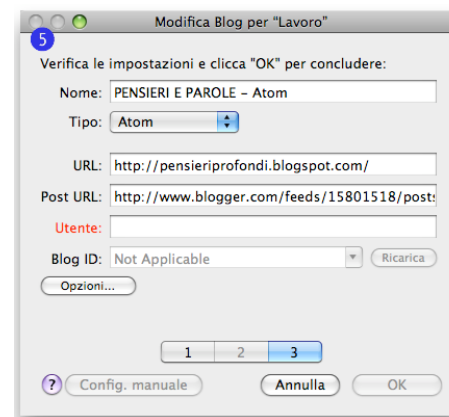 Modifica Blog per "Lavoro"
5
Verifica le impostazioni e clicca "OK" per concludere:
Nome: PENSIERI E PAROLE – Atom
Tipo: Atom
URL: http://pensieriprofondi.blogspot.com/
Post URL: http://www.blogger.com/feeds/15801518/posts
Utente:
Blog ID: Not Applicable Ricarica
Opzioni...
1 2 3
? Config. manuale Annulla OK